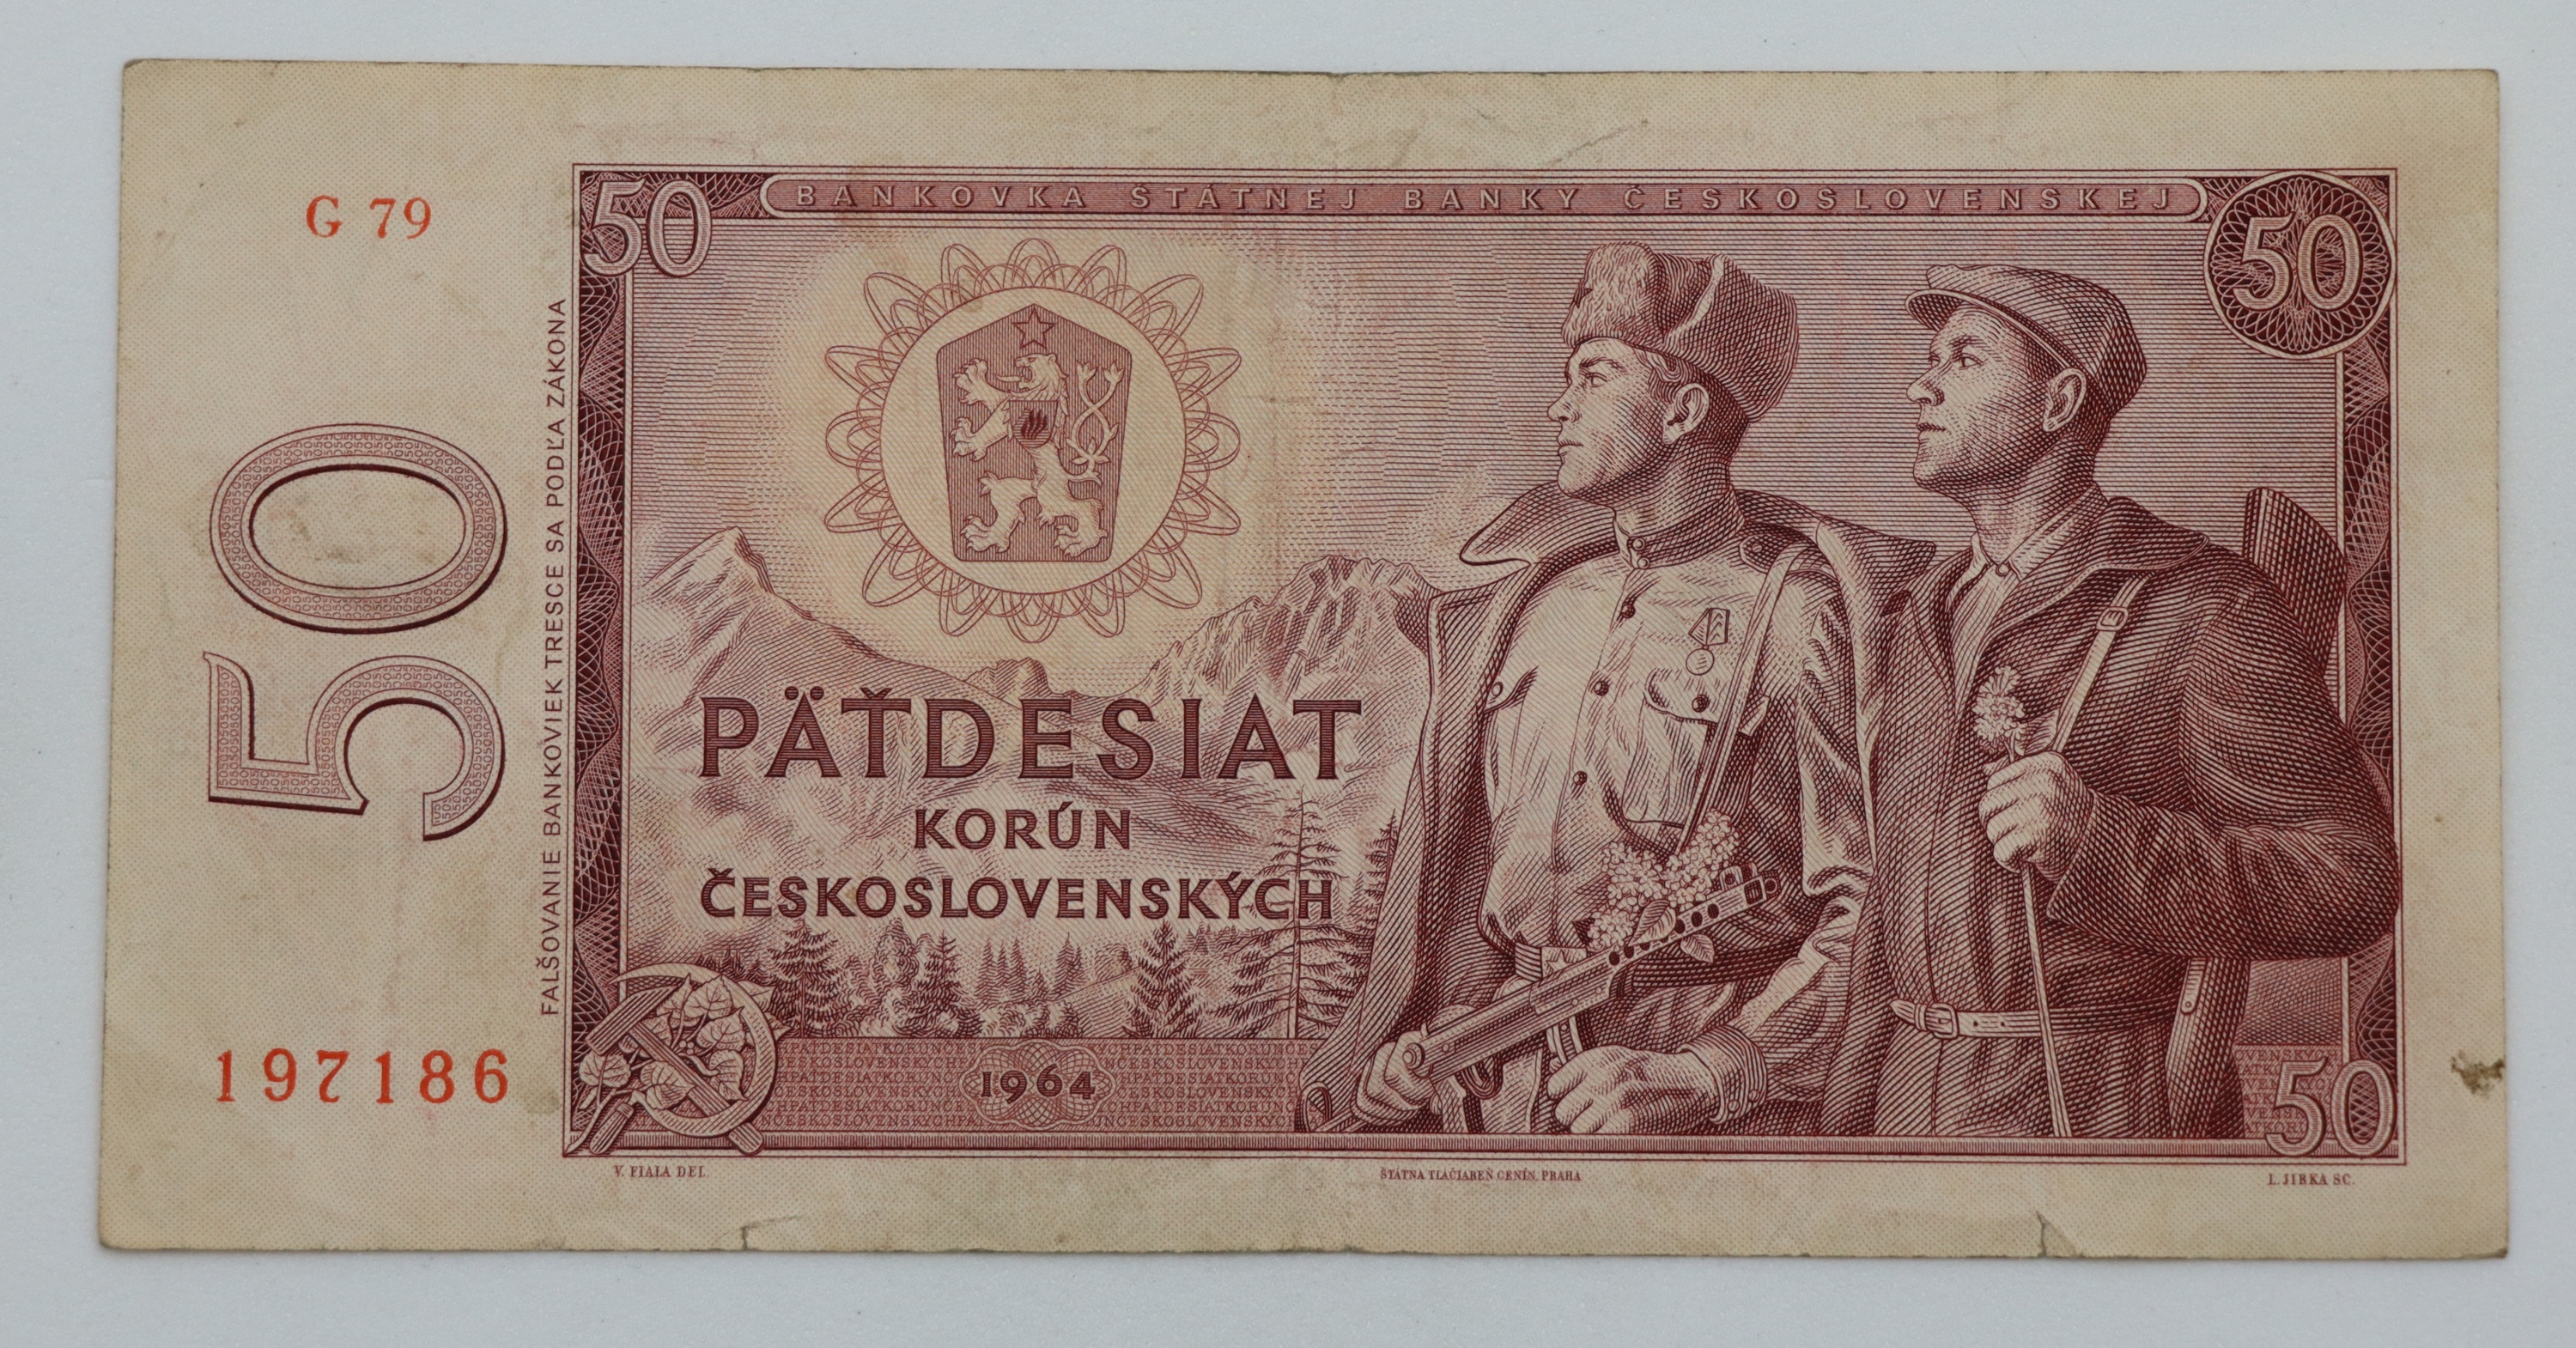 G 79
50
BANKOVKA ŠTÁTNEJ BANKY ČESKOSLOVENSKEJ
50
50
FALŠOVANIE BANKOVIEK TRESCE SA PODĽA ZÁKONA
PÄŤDESIAT
KORÚN
ČESKOSLOVENSKÝCH
197186
1964
50
V. FIALA DEL.
ŠTÁTNA TLAČIAREŇ CENÍN, PRAHA
L. JIRKA SC.